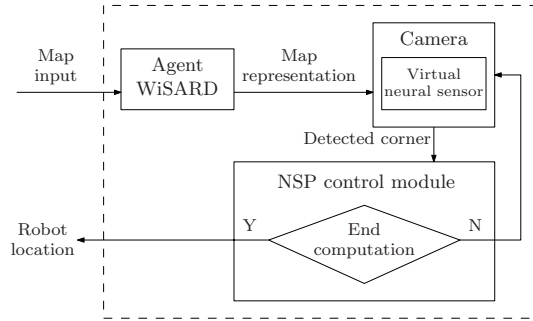 Map
input
Agent
WiSARD
Map
representation
Camera
Virtual
neural sensor
Detected corner
NSP control module
Robot
location
Y
End
computation
N